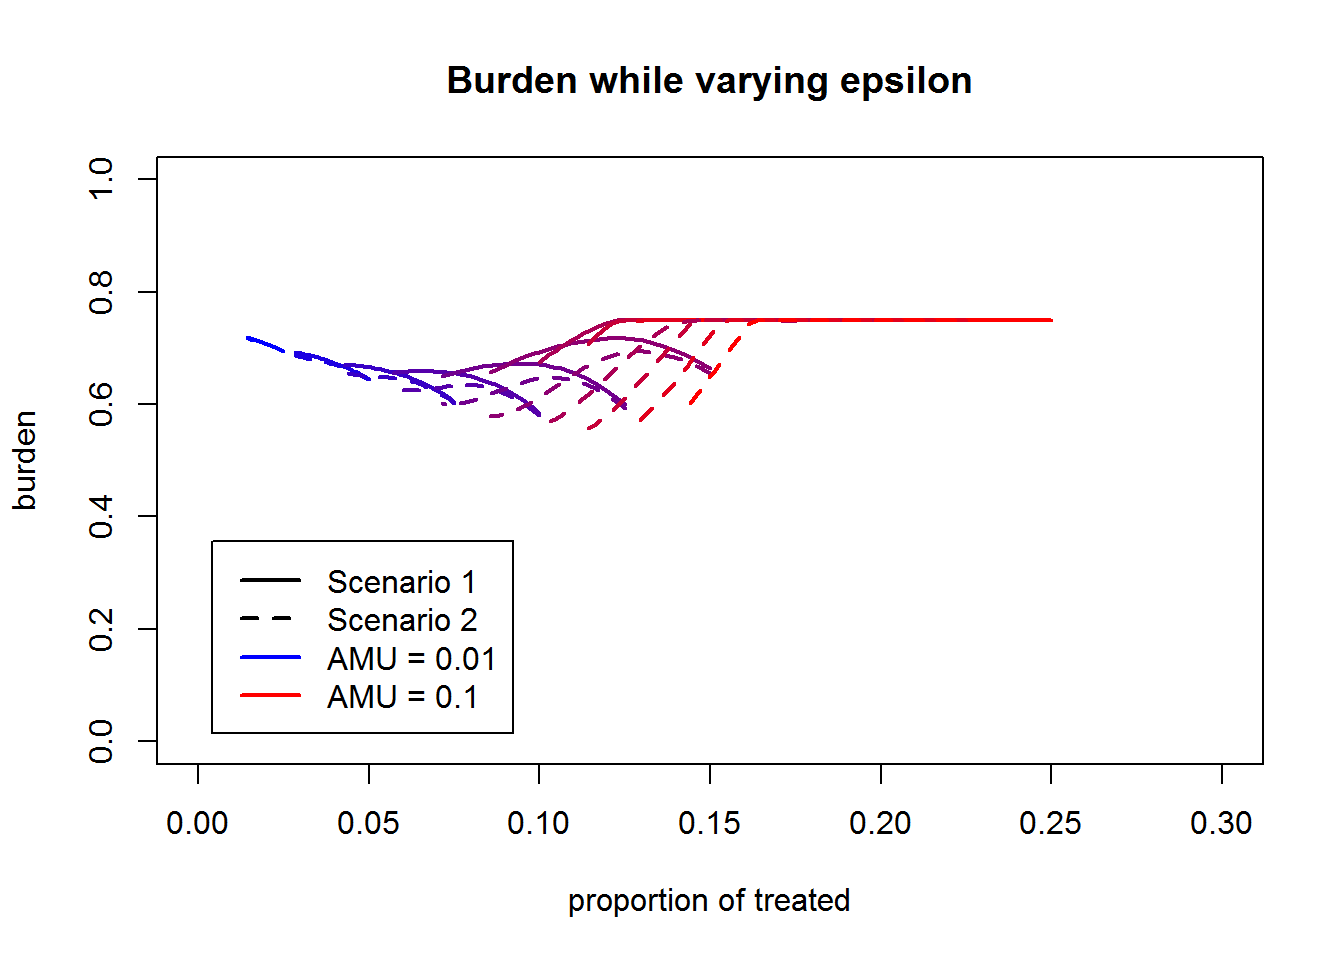 Burden while varying epsilon
burden
1.0
0.8
0.6
0.4
0.2
0.0
Scenario 1
Scenario 2
AMU = 0.01
AMU = 0.1
0.00 0.05 0.10 0.15 0.20 0.25 0.30
proportion of treated